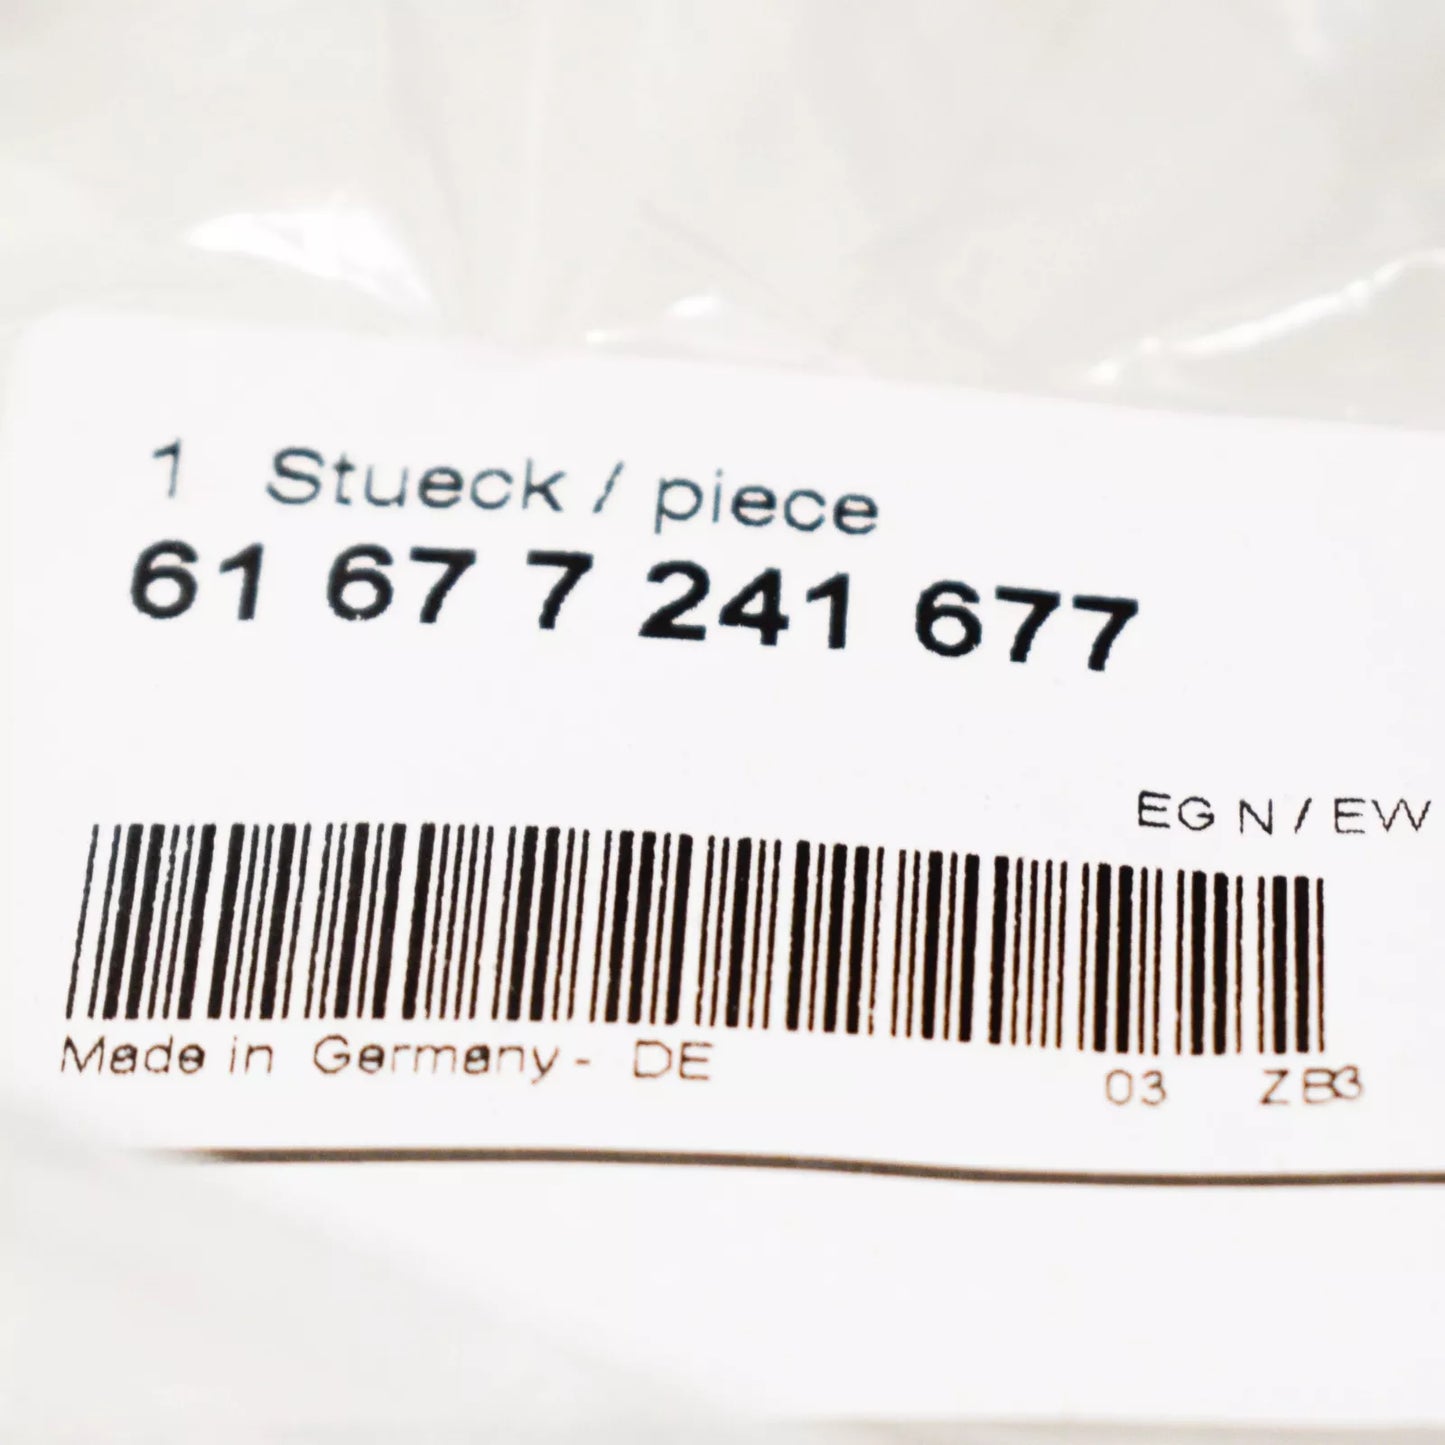 1 Stueck / piece
61 67 7 241 677
EG N / EW
Made in Germany - DE 03 ZB3